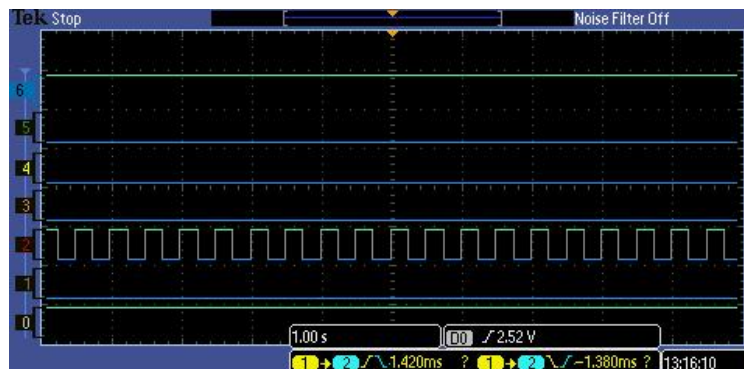 Tek Stop Noise Filter Off
6
5
4
3
2
1
0
1.00 s D0 2.52 V
1 → 2 -1.420ms ? 1 → 2 -1.380ms ? 13:16:10